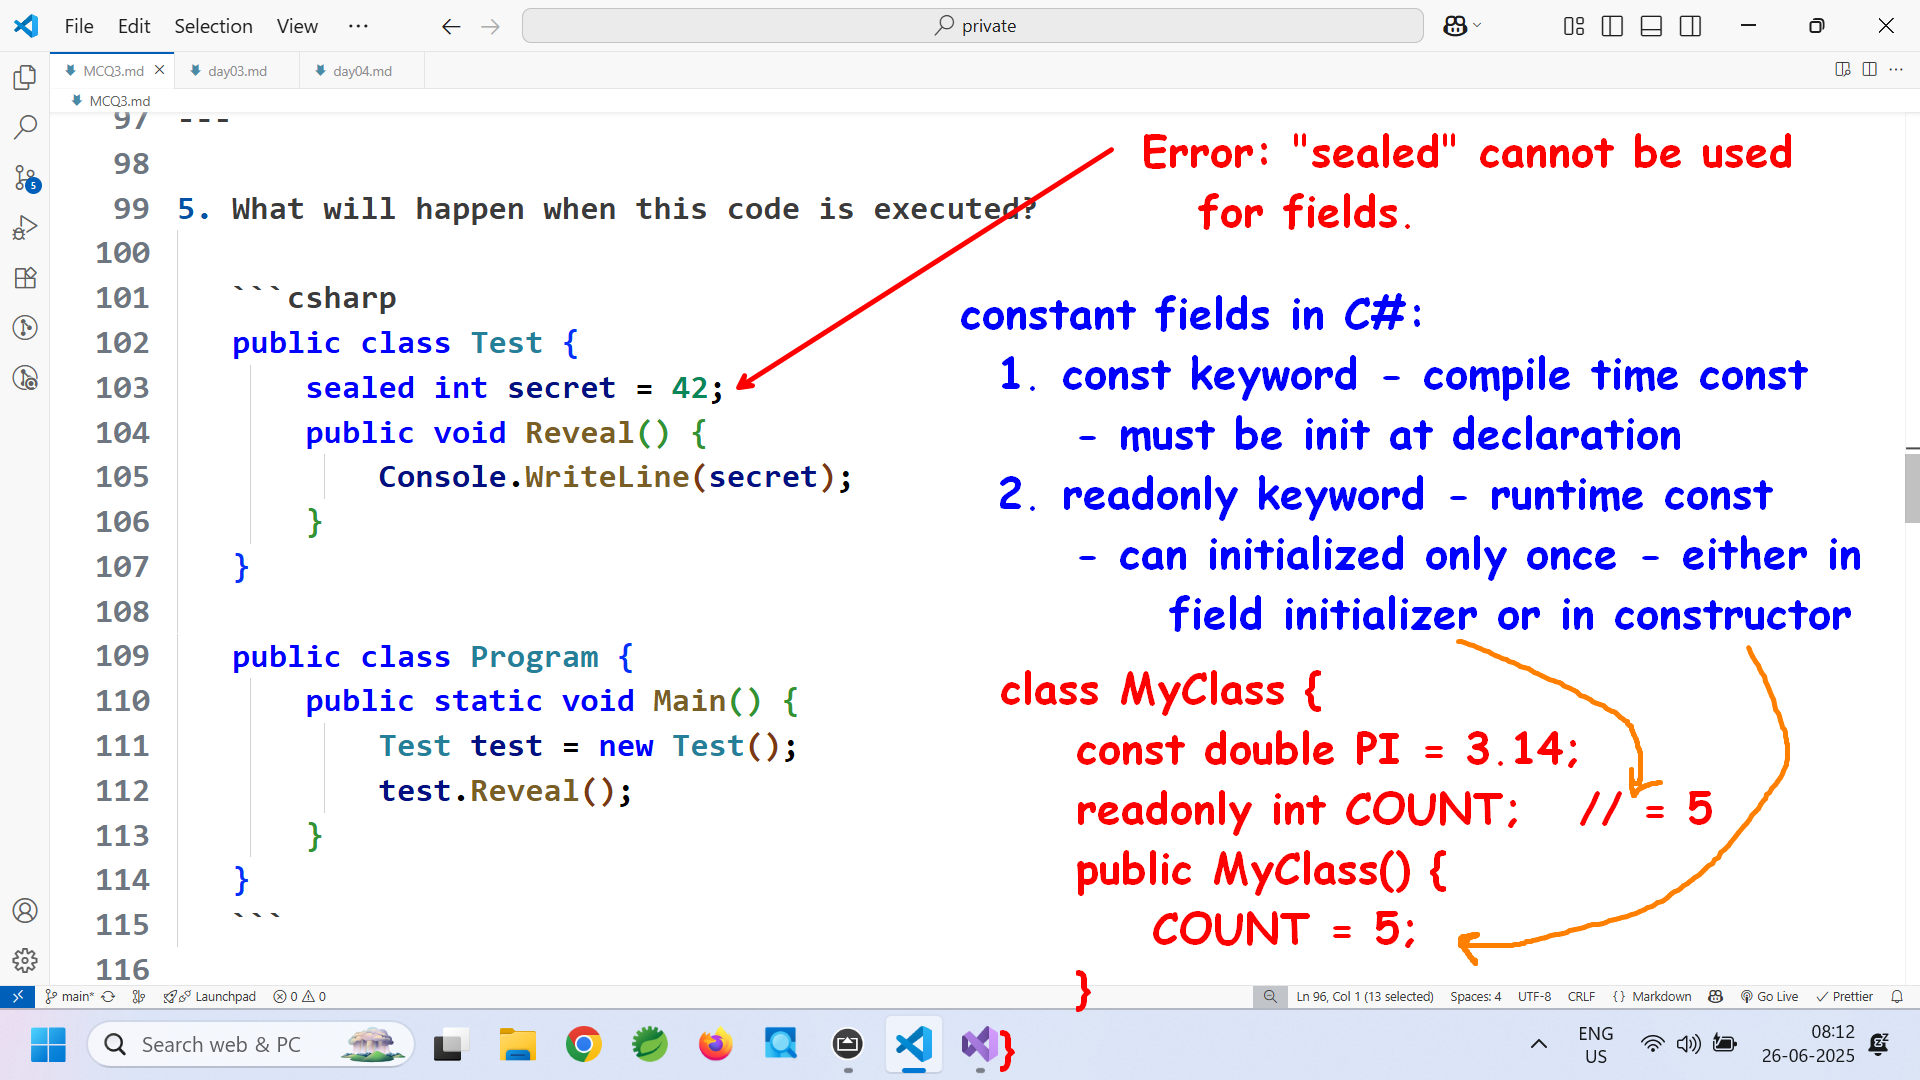 File Edit Selection View ··· private
MCQ3.md day03.md day04.md
MCQ3.md
97 ---
98
99 5. What will happen when this code is executed?
100
101 ```csharp
102 public class Test {
103 sealed int secret = 42;
104 public void Reveal() {
105 Console.WriteLine(secret);
106 }
107 }
108
109 public class Program {
110 public static void Main() {
111 Test test = new Test();
112 test.Reveal();
113 }
114 }
115 ```
116
Error: "sealed" cannot be used
for fields.
constant fields in C#:
1. const keyword - compile time const
- must be init at declaration
2. readonly keyword - runtime const
- can initialized only once - either in
field initializer or in constructor
class MyClass {
const double PI = 3.14;
readonly int COUNT; // = 5
public MyClass() {
COUNT = 5;
}
}
5
main* Launchpad 0 0 Ln 96, Col 1 (13 selected) Spaces: 4 UTF-8 CRLF {} Markdown Go Live Prettier
Search web & PC ENG 08:12
US 26-06-2025